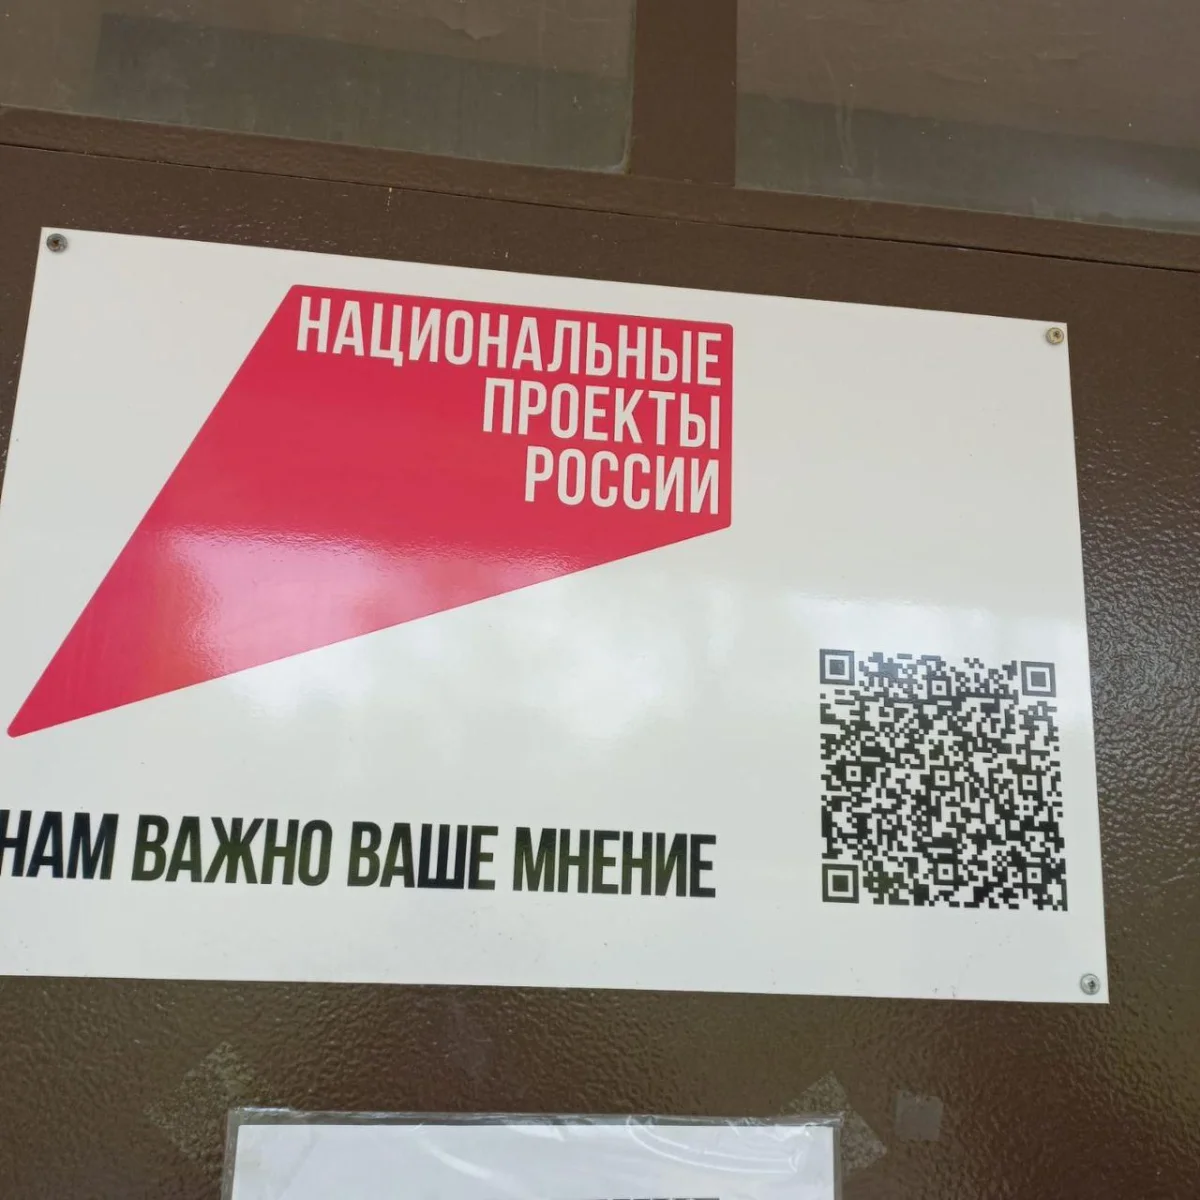 НАЦИОНАЛЬНЫЕ
ПРОЕКТЫ
РОССИИ
НАМ ВАЖНО ВАШЕ МНЕНИЕ